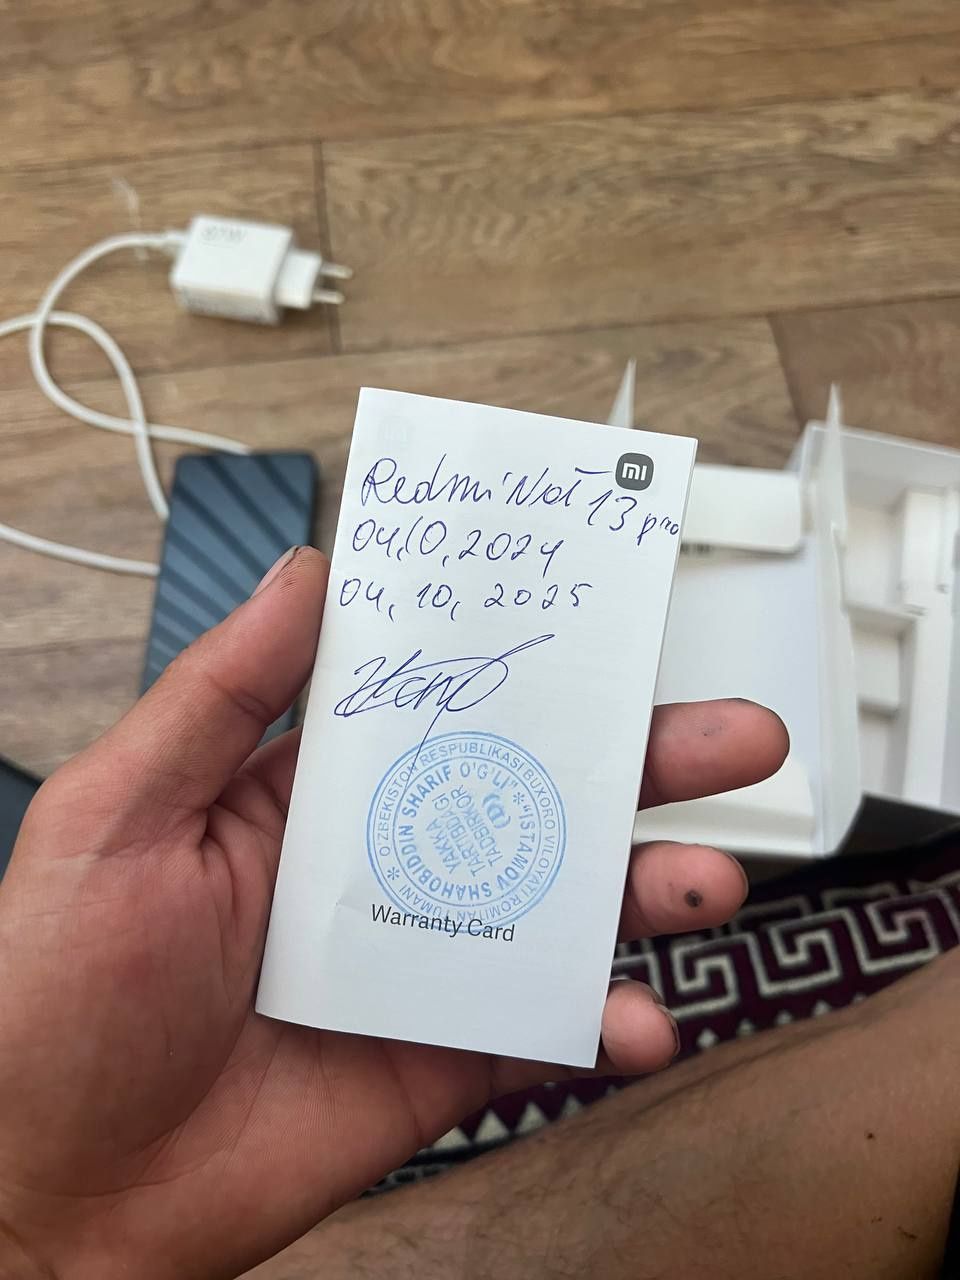 mi
Redmi Not 13 pro
04,10,2024
04, 10, 2025
O'ZBEKISTON RESPUBLIKASI BUXORO VILOYATI ROMITAN TUMANI
"ISTAMOV SHAHOBIDDIN SHARIF O'G'LI"
YAKKA
TARTIBDAGI
TADBIRKOR
Warranty Card